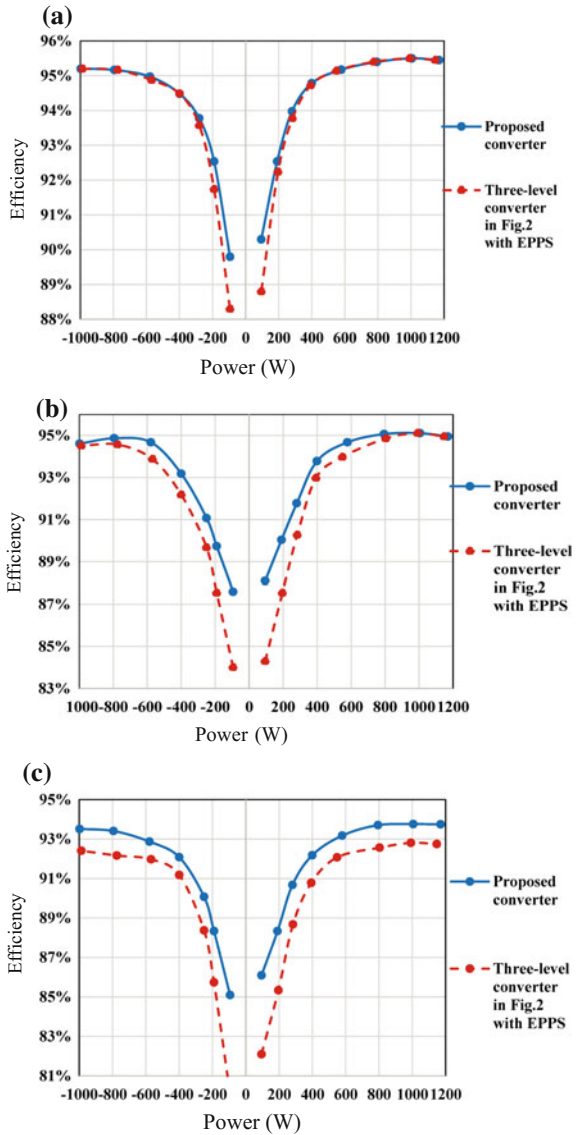 (a)
96%
95%
94%
93%
92%
91%
90%
89%
88%
Efficiency
-1000 -800 -600 -400 -200 0 200 400 600 800 1000 1200
Power (W)
Proposed
converter
Three-level
converter
in Fig.2
with EPPS
(b)
95%
93%
91%
89%
87%
85%
83%
Efficiency
1000 -800 -600 -400 -200 0 200 400 600 800 1000 1200
Power (W)
Proposed
converter
Three-level
converter
in Fig.2
with EPPS
(c)
95%
93%
91%
89%
87%
85%
83%
81%
Efficiency
-1000 -800 -600 -400 -200 0 200 400 600 800 1000 1200
Power (W)
Proposed
converter
Three-level
converter
in Fig.2
with EPPS